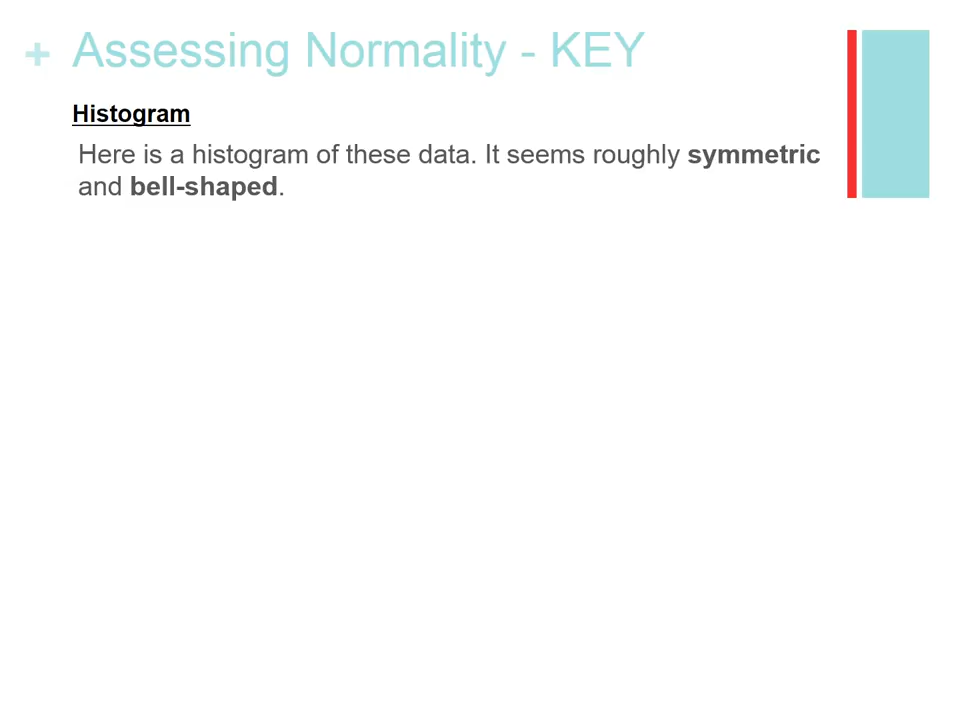 + Assessing Normality - KEY
Histogram
Here is a histogram of these data. It seems roughly symmetric
and bell-shaped.